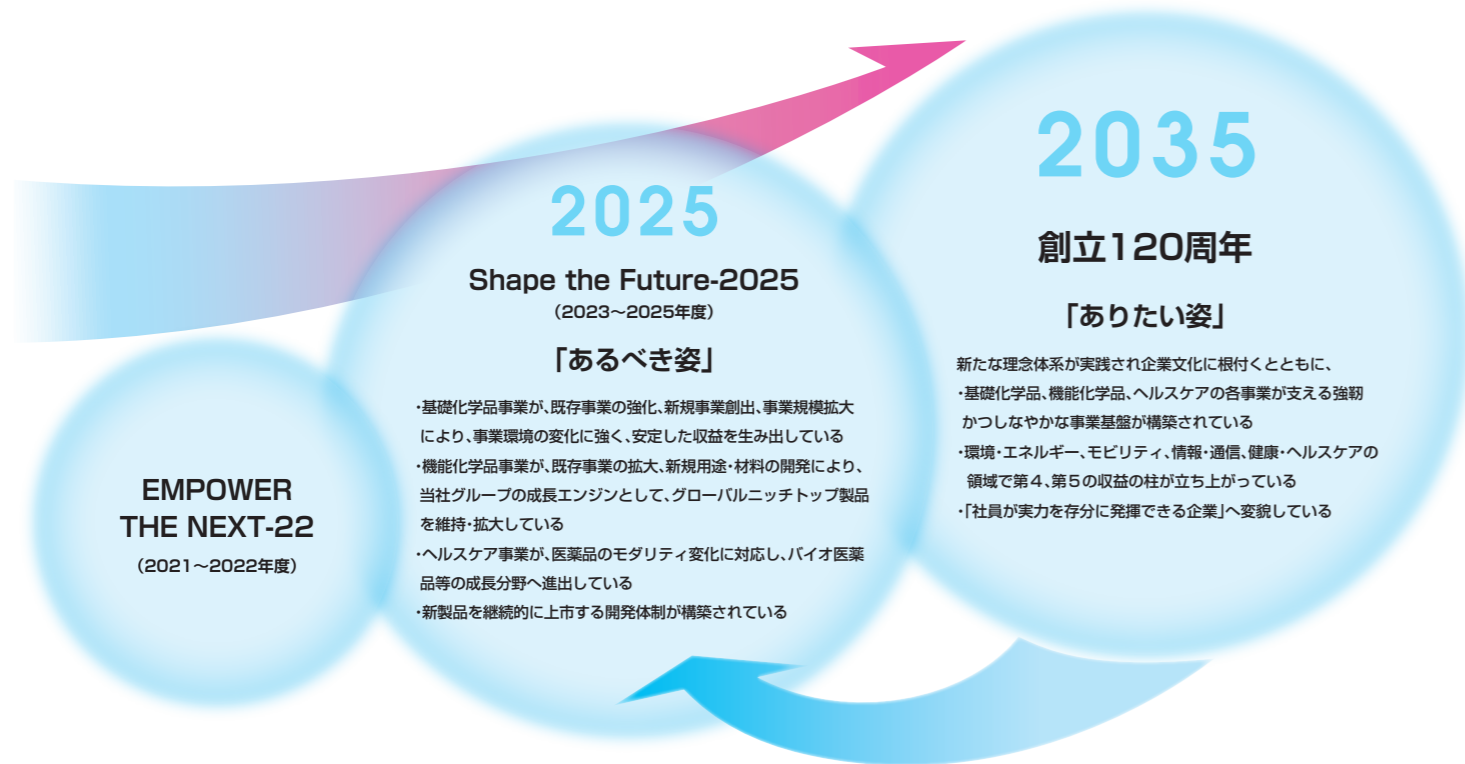 EMPOWER
THE NEXT-22
（2021～2022年度）
2025
Shape the Future-2025
（2023～2025年度）
「あるべき姿」
・基礎化学品事業が、既存事業の強化、新規事業創出、事業規模拡大
により、事業環境の変化に強く、安定した収益を生み出している
・機能化学品事業が、既存事業の拡大、新規用途・材料の開発により、
当社グループの成長エンジンとして、グローバルニッチトップ製品
を維持・拡大している
・ヘルスケア事業が、医薬品のモダリティ変化に対応し、バイオ医薬
品等の成長分野へ進出している
・新製品を継続的に上市する開発体制が構築されている
2035
創立120周年
「ありたい姿」
新たな理念体系が実践され企業文化に根付くとともに、
・基礎化学品、機能化学品、ヘルスケアの各事業が支える強靭
かつしなやかな事業基盤が構築されている
・環境・エネルギー、モビリティ、情報・通信、健康・ヘルスケアの
領域で第４、第５の収益の柱が立ち上がっている
・「社員が実力を存分に発揮できる企業」へ変貌している